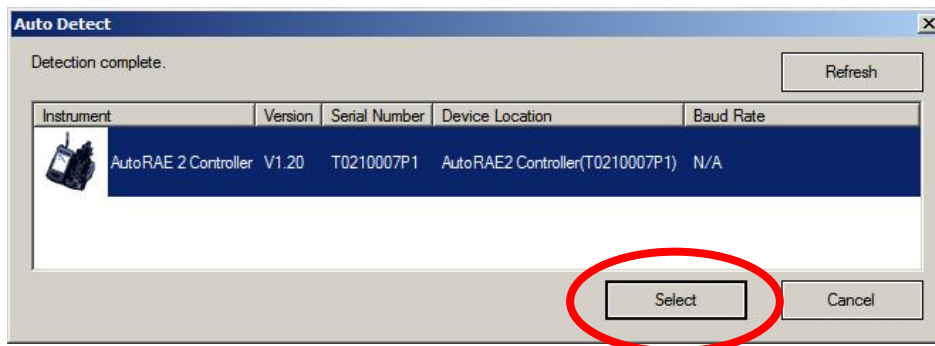 Auto Detect
Detection complete.
Refresh
Instrument Version Serial Number Device Location Baud Rate
AutoRAE 2 Controller V1.20 T0210007P1 AutoRAE2 Controller(T0210007P1) N/A
Select Cancel